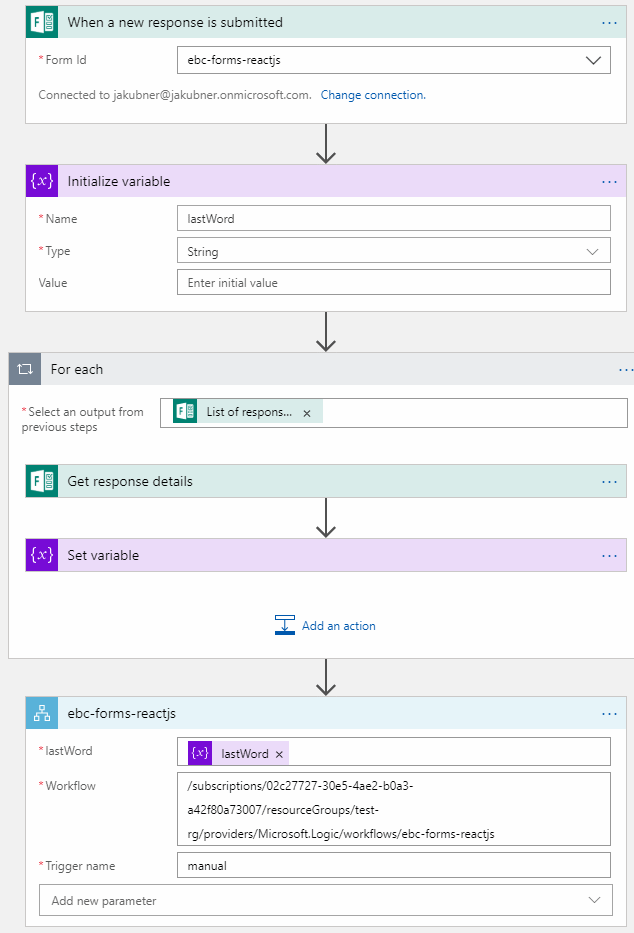 When a new response is submitted
* Form Id
ebc-forms-reactjs
Connected to jakubner@jakubner.onmicrosoft.com. Change connection.
{x} Initialize variable
* Name
lastWord
* Type
String
Value
Enter initial value
For each
* Select an output from
previous steps
List of respons... ×
Get response details
{x} Set variable
Add an action
ebc-forms-reactjs
* lastWord
{x} lastWord ×
* Workflow
/subscriptions/02c27727-30e5-4ae2-b0a3-
a42f80a73007/resourceGroups/test-
rg/providers/Microsoft.Logic/workflows/ebc-forms-reactjs
* Trigger name
manual
Add new parameter